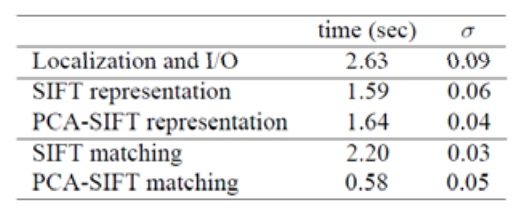 time (sec) σ
Localization and I/O 2.63 0.09
SIFT representation 1.59 0.06
PCA-SIFT representation 1.64 0.04
SIFT matching 2.20 0.03
PCA-SIFT matching 0.58 0.05